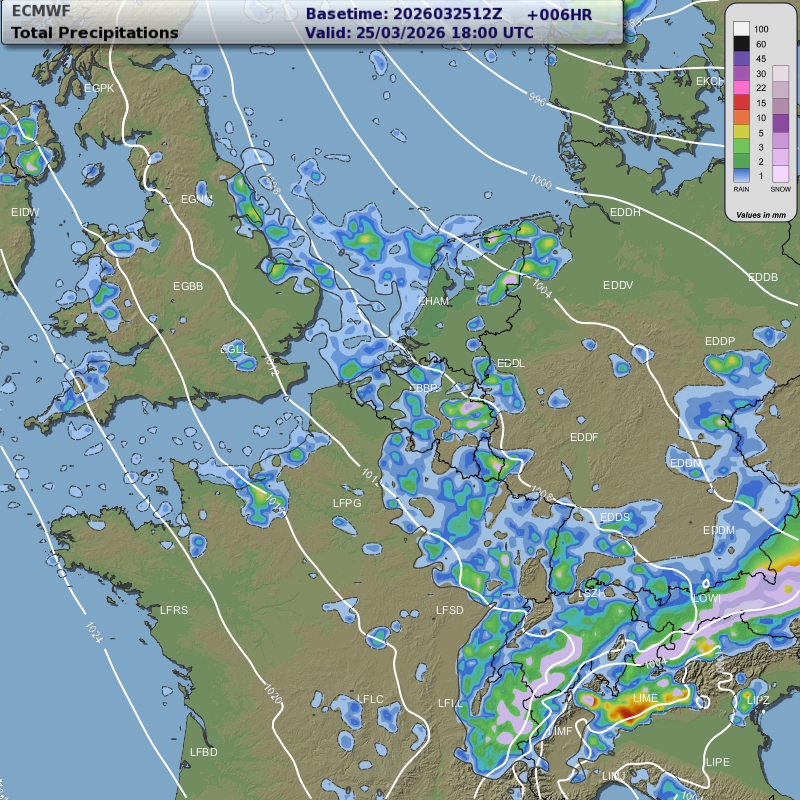 ECMWF
Basetime: 2026032512Z +006HR
Total Precipitations
Valid: 25/03/2026 18:00 UTC
100
60
45
30
22
15
10
5
3
2
1
RAIN SNOW
Values in mm
EGPK
996
1000
EIDW
EGNM
EDDH
EGBB
EHAM
1004
EDDV
EDDB
EGLL
1012
EDDL
EDDP
EBBR
EDDF
EDDN
1008
LFPG
EDDS
EDDM
LFRS
LFSD
LSZH
LOWI
1024
1020
LFLC
LFLL
LIME
LIPZ
LIMF
LFBD
LIPE